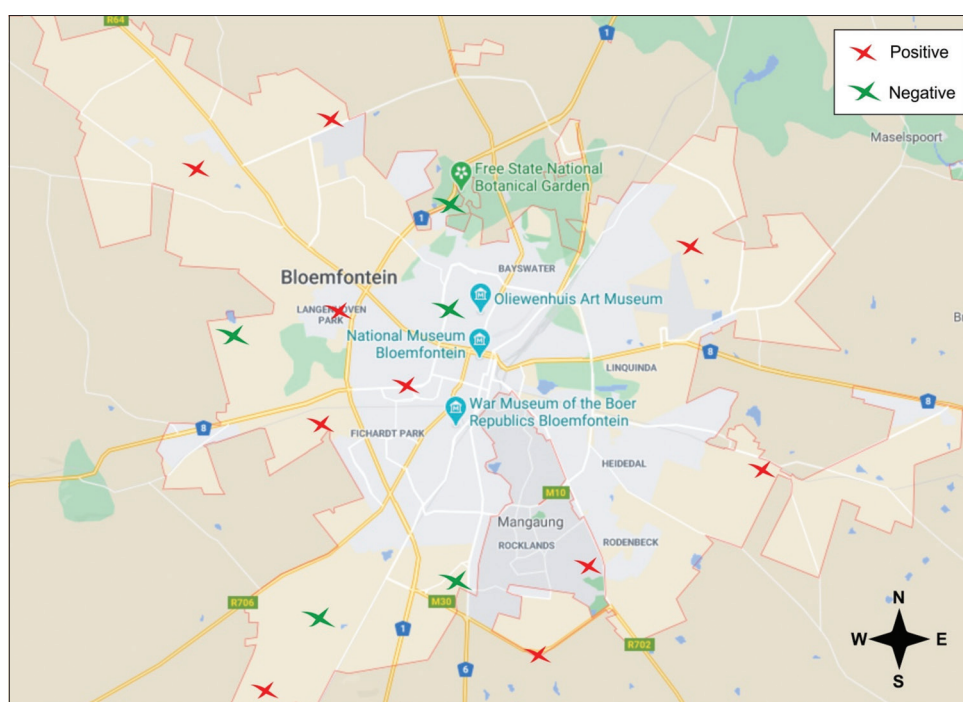 R64
1
Positive
Negative
Maselspoort
Free State National
Botanical Garden
1
BAYSWATER
Bloemfontein
Oliewenhuis Art Museum
LANGENHOVEN
PARK
National Museum
Bloemfontein
8
LINQUINDA
8
War Museum of the Boer
Republics Bloemfontein
8
FICHARDT PARK
HEIDEDAL
M10
Mangaung
ROCKLANDS
RODENBECK
R706
M30
1
R702
6
N
W
E
S